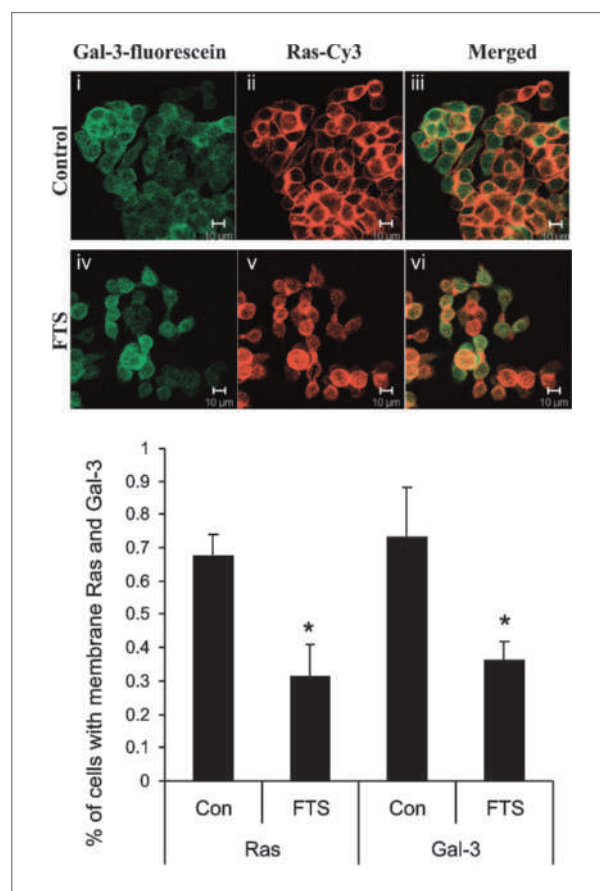 Gal-3-fluorescein Ras-Cy3 Merged
Control
i ii iii
10 µm 10 µm 10 µm
FTS
iv v vi
10 µm 10 µm 10 µm
% of cells with membrane Ras and Gal-3
1
0.9
0.8
0.7
0.6
0.5
0.4
0.3
0.2
0.1
0
* *
Con FTS Con FTS
Ras Gal-3